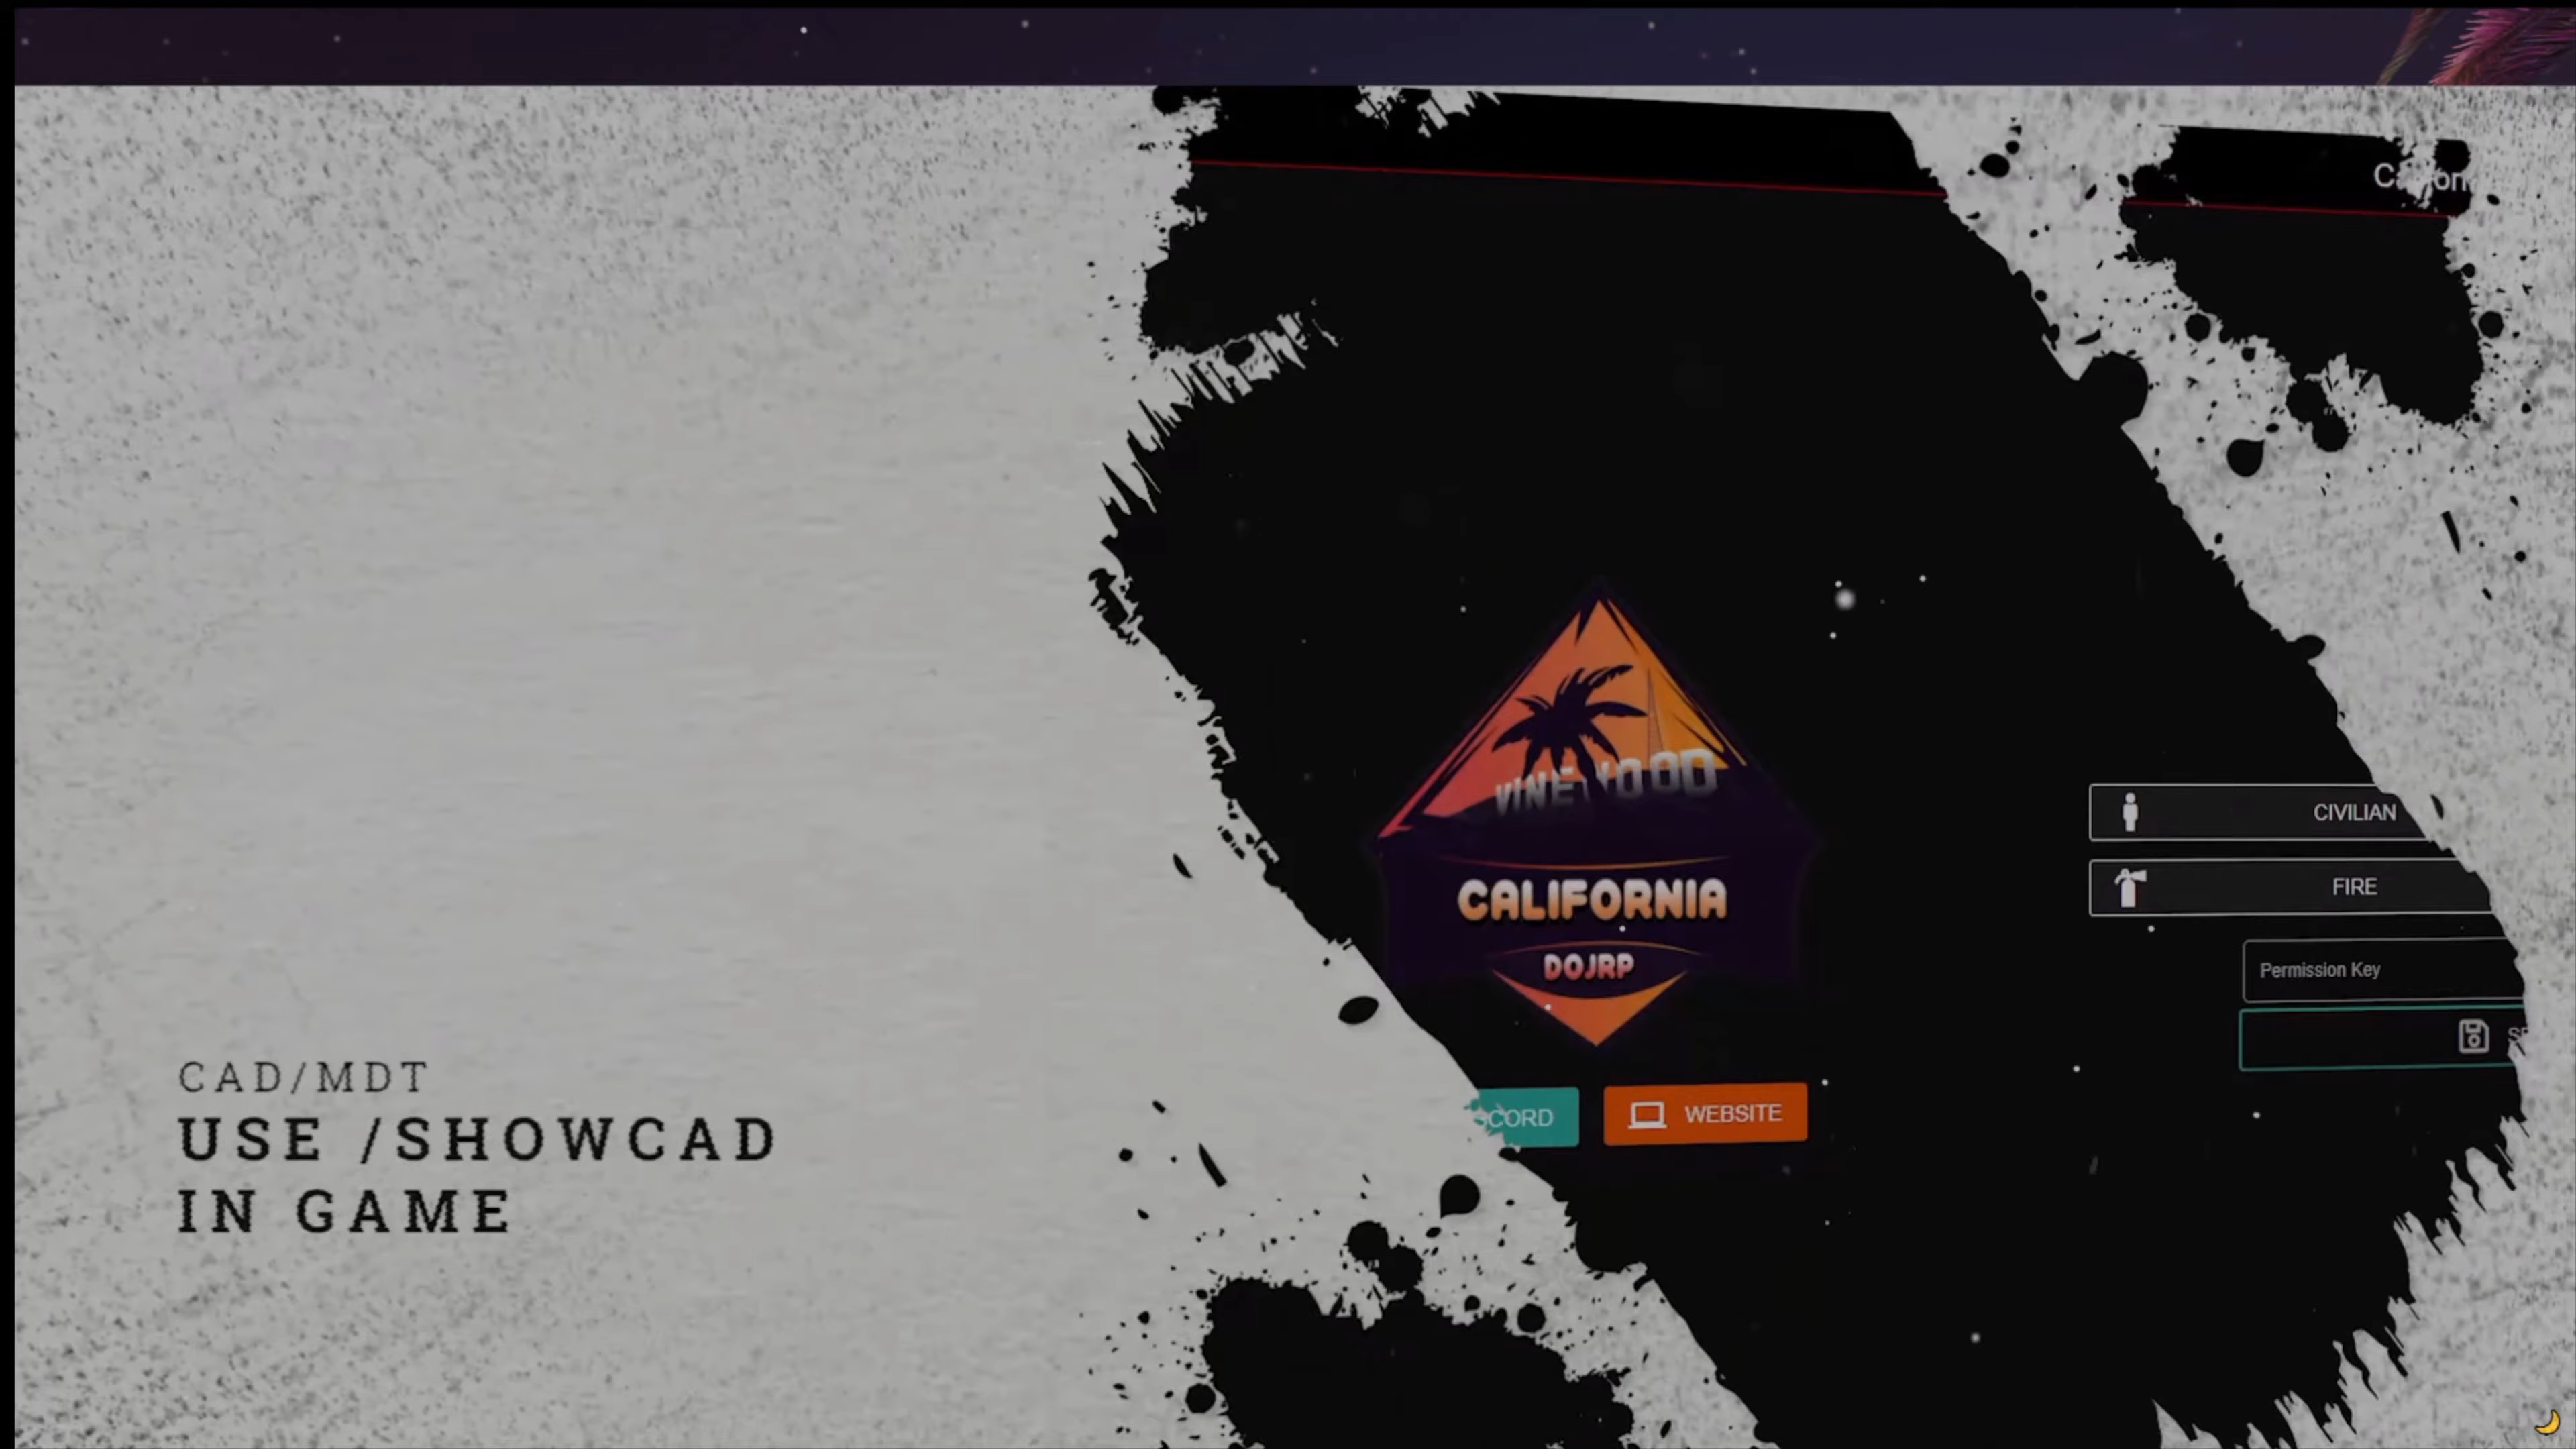 CAD/MDT
USE /SHOWCAD
IN GAME
CALIFORNIA
DOJRP
WEBSITE
CIVILIAN
FIRE
Permission Key